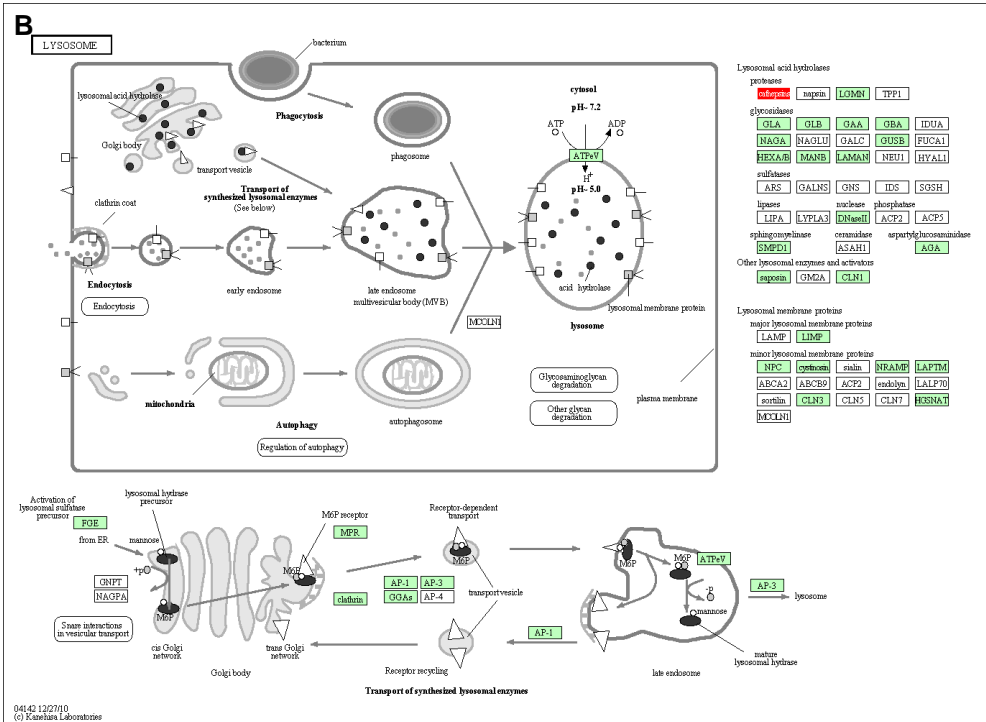 B
LYSOSOME
bacterium
lysosomal acid hydrolase
Golgi body
transport vesicle
Phagocytosis
phagosome
cytosol
pH~ 7.2
ATP
ADP
ATPeV
H+
pH~ 5.0
Transport of
synthesized lysosomal enzymes
(See below)
clathrin coat
Endocytosis
Endocytosis
early endosome
late endosome
multivesicular body (MVB)
acid hydrolase
lysosomal membrane protein
lysosome
MCOLN1
mitochondria
Autophagy
Regulation of autophagy
autophagosome
Glycosaminoglycan
degradation
Other glycan
degradation
plasma membrane
Lysosomal acid hydrolases
proteases
cathepsins napsin LGMN TPP1
glycosidases
GLA GLB GAA GBA IDUA
NAGA NAGLU GALC GUSB FUCA1
HEXA/B MANB LAMAN NEU1 HYAL1
sulfatases
ARS GALNS GNS IDS SGSH
lipases nuclease phosphatase
LIPA LYPLA3 DNaseII ACP2 ACP5
sphingomyelinase ceramidase aspartylglucosaminidase
SMPD1 ASAH1 AGA
Other lysosomal enzymes and activators
saposin GM2A CLN1
Lysosomal membrane proteins
major lysosomal membrane proteins
LAMP LIMP
minor lysosomal membrane proteins
NPC cystinosin sialin NRAMP LAPTM
ABCA2 ABCB9 ACP2 endolyn LALP70
sortilin CLN3 CLN5 CLN7 HGSNAT
MCOLN1
Activation of
lysosomal sulfatase
precursor
FGE
from ER
lysosomal hydrase
precursor
mannose
+p
GNPT
NAGPA
M6P
Snare interactions
in vesicular transport
cis Golgi
network
Golgi body
trans Golgi
network
M6P
M6P receptor
MPR
clathrin
AP-1 AP-3
GGAs AP-4
Receptor-dependent
transport
M6P
transport vesicle
Receptor recycling
AP-1
M6P
M6P
ATPeV
-p
mannose
mature
lysosomal hydrase
late endosome
AP-3
lysosome
Transport of synthesized lysosomal enzymes
04142 12/27/10
(c) Kanehisa Laboratories